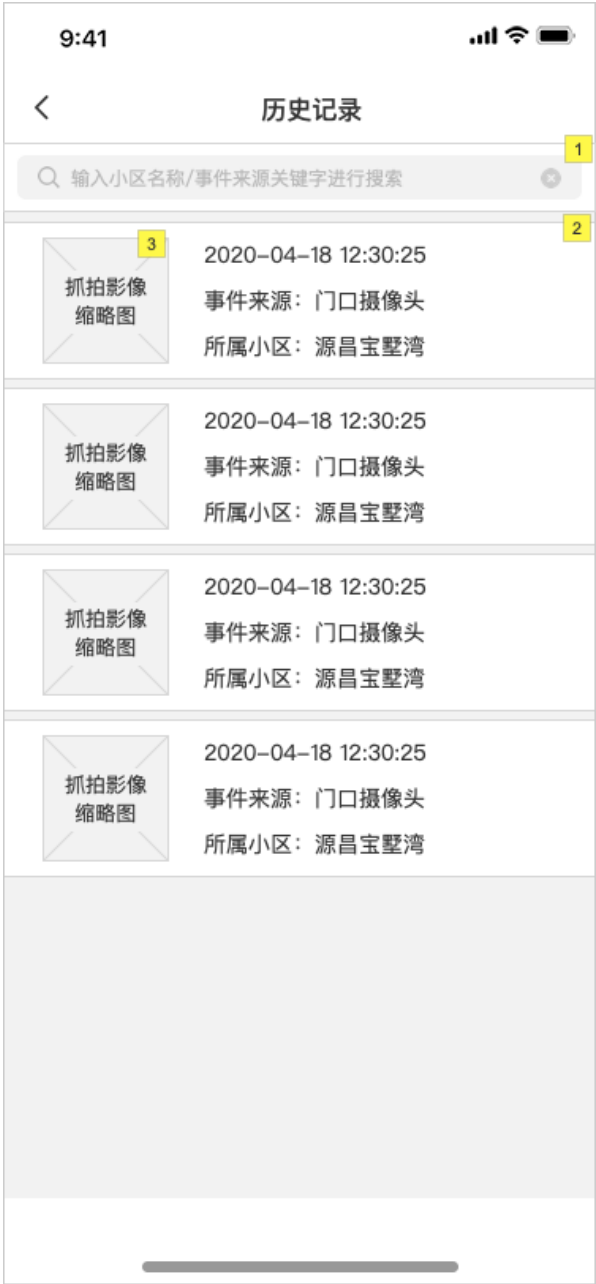 9:41
历史记录
1
输入小区名称/事件来源关键字进行搜索
2
3
抓拍影像
缩略图
2020-04-18 12:30:25
事件来源：门口摄像头
所属小区：源昌宝墅湾
抓拍影像
缩略图
2020-04-18 12:30:25
事件来源：门口摄像头
所属小区：源昌宝墅湾
抓拍影像
缩略图
2020-04-18 12:30:25
事件来源：门口摄像头
所属小区：源昌宝墅湾
抓拍影像
缩略图
2020-04-18 12:30:25
事件来源：门口摄像头
所属小区：源昌宝墅湾